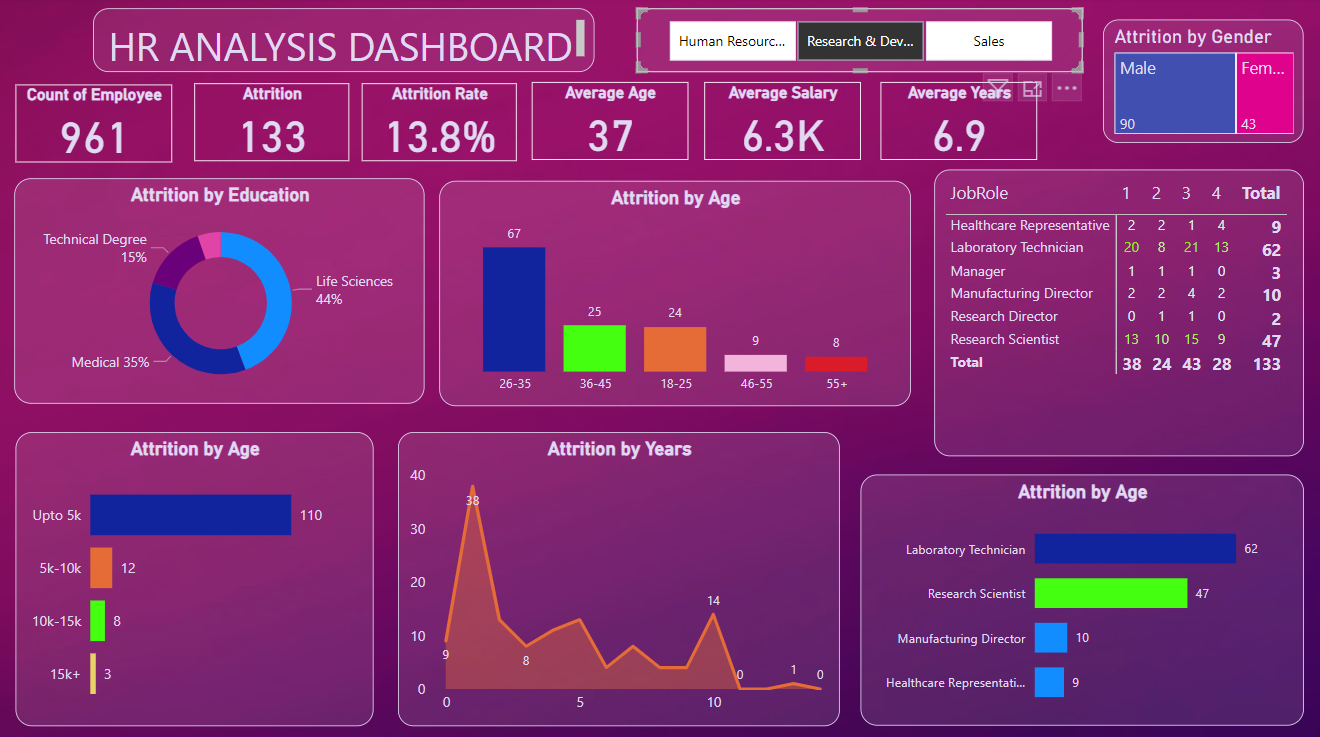 HR ANALYSIS DASHBOARD
Human Resourc...
Research & Dev...
Sales
Attrition by Gender
Male
Fem...
90
43
Count of Employee
961
Attrition
133
Attrition Rate
13.8%
Average Age
37
Average Salary
6.3K
Average Years
6.9
Attrition by Education
Technical Degree
15%
Life Sciences
44%
Medical 35%
Attrition by Age
67
25
24
9
8
26-35 36-45 18-25 46-55 55+
JobRole 1 2 3 4 Total
Healthcare Representative 2 2 1 4 9
Laboratory Technician 20 8 21 13 62
Manager 1 1 1 0 3
Manufacturing Director 2 2 4 2 10
Research Director 0 1 1 0 2
Research Scientist 13 10 15 9 47
Total 38 24 43 28 133
Attrition by Age
Upto 5k 110
5k-10k 12
10k-15k 8
15k+ 3
Attrition by Years
40
38
30
20
14
10
9
8
0
1
0
0
0 5 10
Attrition by Age
Laboratory Technician 62
Research Scientist 47
Manufacturing Director 10
Healthcare Representati... 9